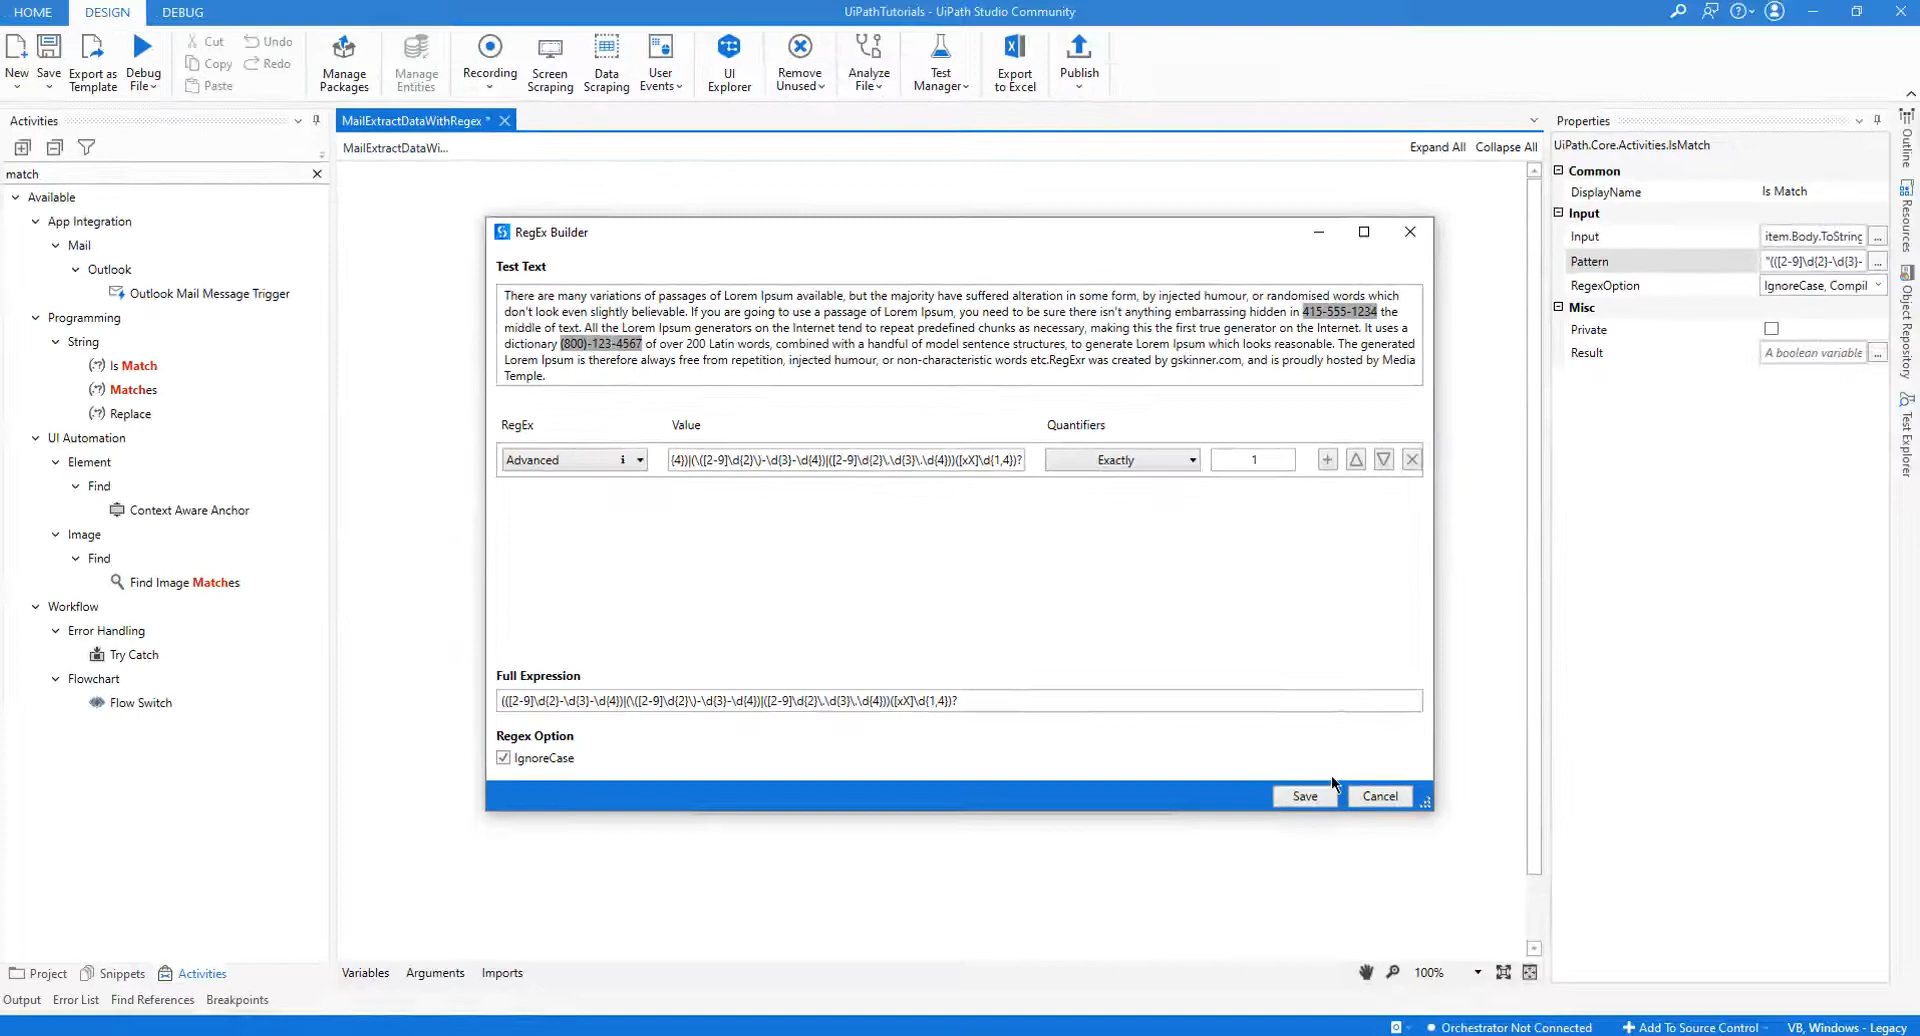 HOME DESIGN DEBUG UiPathTutorials - UiPath Studio Community
New Save Export as Template Debug File Cut Copy Paste Undo Redo Manage Packages Manage Entities Recording Screen Scraping Data Scraping User Events UI Explorer Remove Unused Analyze File Test Manager Export to Excel Publish
Activities
match
Available
App Integration
Mail
Outlook
Outlook Mail Message Trigger
Programming
String
Is Match
Matches
Replace
UI Automation
Element
Find
Context Aware Anchor
Image
Find
Find Image Matches
Workflow
Error Handling
Try Catch
Flowchart
Flow Switch
Project Snippets Activities
MailExtractDataWithRegex *
MailExtractDataWi... Expand All Collapse All
RegEx Builder
Test Text
There are many variations of passages of Lorem Ipsum available, but the majority have suffered alteration in some form, by injected humour, or randomised words which
don't look even slightly believable. If you are going to use a passage of Lorem Ipsum, you need to be sure there isn't anything embarrassing hidden in 415-555-1234 the
middle of text. All the Lorem Ipsum generators on the Internet tend to repeat predefined chunks as necessary, making this the first true generator on the Internet. It uses a
dictionary (800)-123-4567 of over 200 Latin words, combined with a handful of model sentence structures, to generate Lorem Ipsum which looks reasonable. The generated
Lorem Ipsum is therefore always free from repetition, injected humour, or non-characteristic words etc.RegExr was created by gskinner.com, and is proudly hosted by Media
Temple.
RegEx Value Quantifiers
Advanced i {4})|(\([2-9]\d{2}\)-\d{3}-\d{4})|([2-9]\d{2}\.\d{3}\.\d{4}))([xX]\d{1,4})? Exactly 1
Full Expression
(([2-9]\d{2}-\d{3}-\d{4})|(\([2-9]\d{2}\)-\d{3}-\d{4})|([2-9]\d{2}\.\d{3}\.\d{4}))([xX]\d{1,4})?
Regex Option
IgnoreCase
Save Cancel
Variables Arguments Imports 100%
Properties
UiPath.Core.Activities.IsMatch
Common
DisplayName Is Match
Input
Input item.Body.ToString ...
Pattern "(([2-9]\d{2}-\d{3}- ...
RegexOption IgnoreCase, Compil
Misc
Private
Result A boolean variable ...
Outline
Resources
Object Repository
Test Explorer
Output Error List Find References Breakpoints
Orchestrator Not Connected Add To Source Control VB, Windows - Legacy